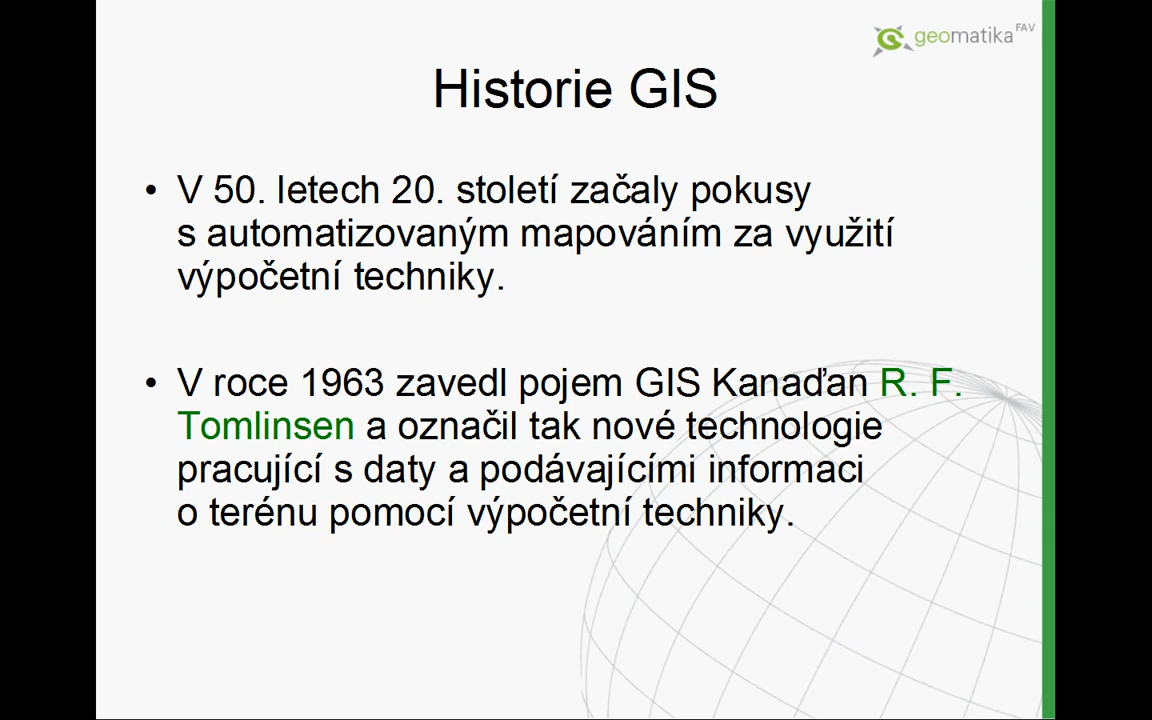 geomatika FAV
Historie GIS
• V 50. letech 20. století začaly pokusy
s automatizovaným mapováním za využití
výpočetní techniky.
• V roce 1963 zavedl pojem GIS Kanaďan R. F.
Tomlinsen a označil tak nové technologie
pracující s daty a podávajícími informaci
o terénu pomocí výpočetní techniky.